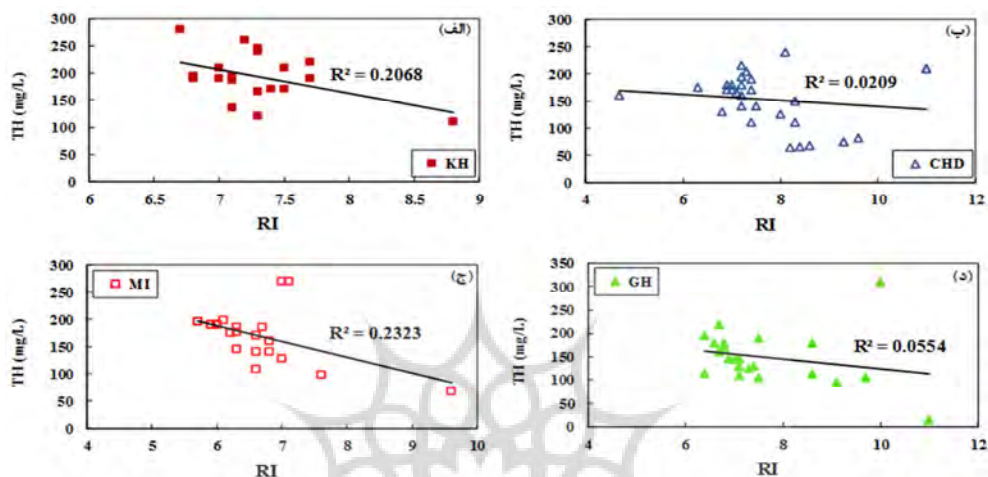 (الف)
300
250
200
150
100
50
0
TH (mg/L)
R² = 0.2068
KH
6
6.5
7
7.5
8
8.5
9
RI
(ب)
300
250
200
150
100
50
0
TH (mg/L)
R² = 0.0209
CHD
4
6
8
10
12
RI
(ج)
300
250
200
150
100
50
0
TH (mg/L)
MI
R² = 0.2323
4
5
6
7
8
9
10
RI
(د)
350
300
250
200
150
100
50
0
TH (mg/L)
GH
R² = 0.0554
4
6
8
10
12
RI